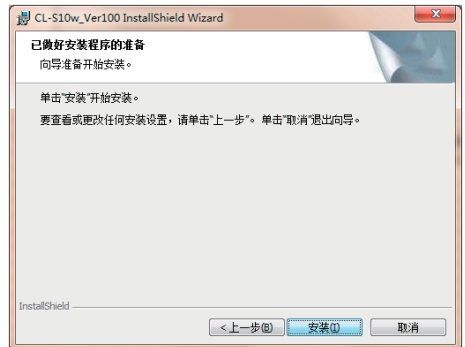 CL-S10w_Ver100 InstallShield Wizard
已做好安装程序的准备
向导准备开始安装。
单击"安装"开始安装。
要查看或更改任何安装设置，请单击"上一步"。单击"取消"退出向导。
InstallShield
<上一步(B)
安装(I)
取消